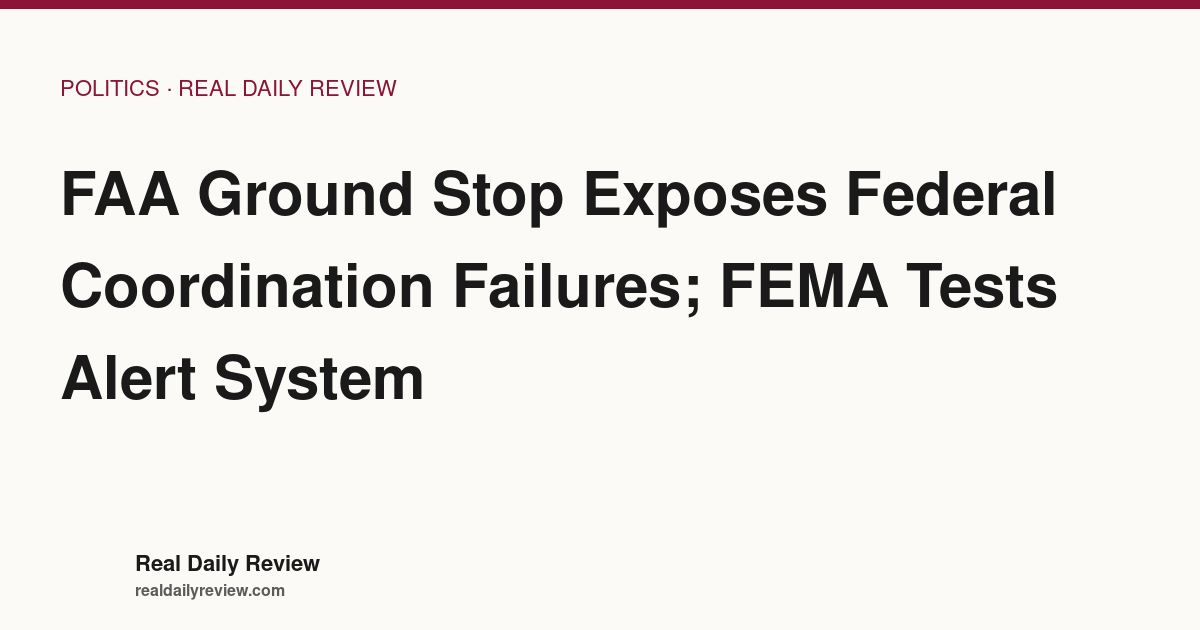 POLITICS · REAL DAILY REVIEW
FAA Ground Stop Exposes Federal
Coordination Failures; FEMA Tests
Alert System
Real Daily Review
realdailyreview.com